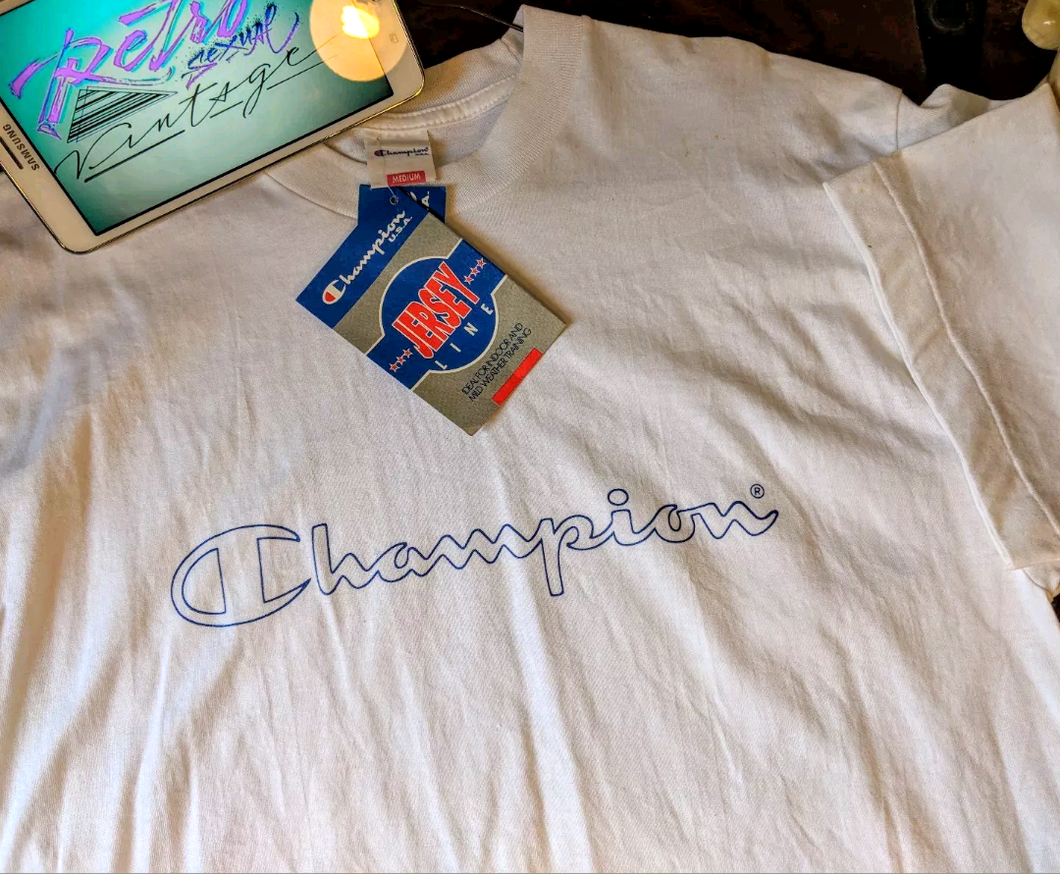 Retro
sexual
vintage
SAMSUNG
Champion
U.S.A.
MEDIUM
Champion
U.S.A.
JERSEY
LINE
IDEAL FOR INDOOR AND
MILD WEATHER TRAINING
Champion®